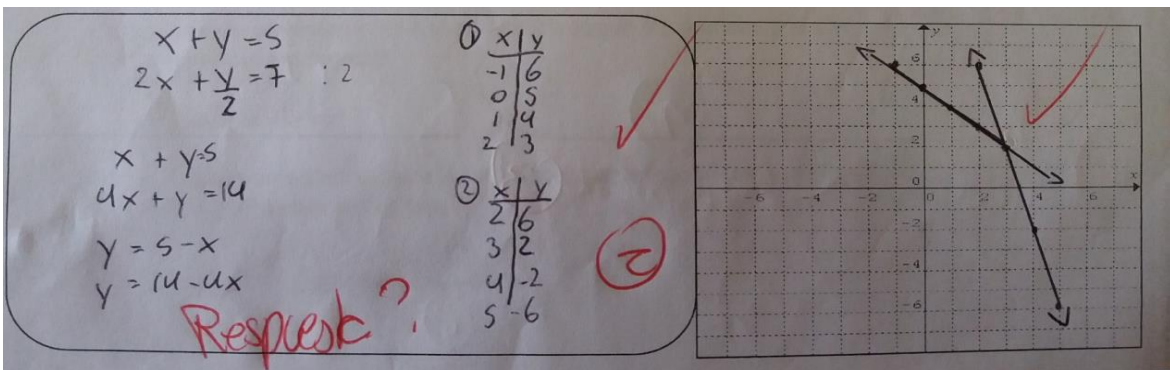 x + y = 5
2x + y/2 = 7 : 2
x + y = 5
4x + y = 14
y = 5 - x
y = 14 - 4x
Respuesta?
① x | y
-1 | 6
0 | 5
1 | 4
2 | 3
② x | y
2 | 6
3 | 2
4 | -2
5 | -6
2
y
6
4
2
0
-6 -2 2 4 6 x
-2
-4
-6